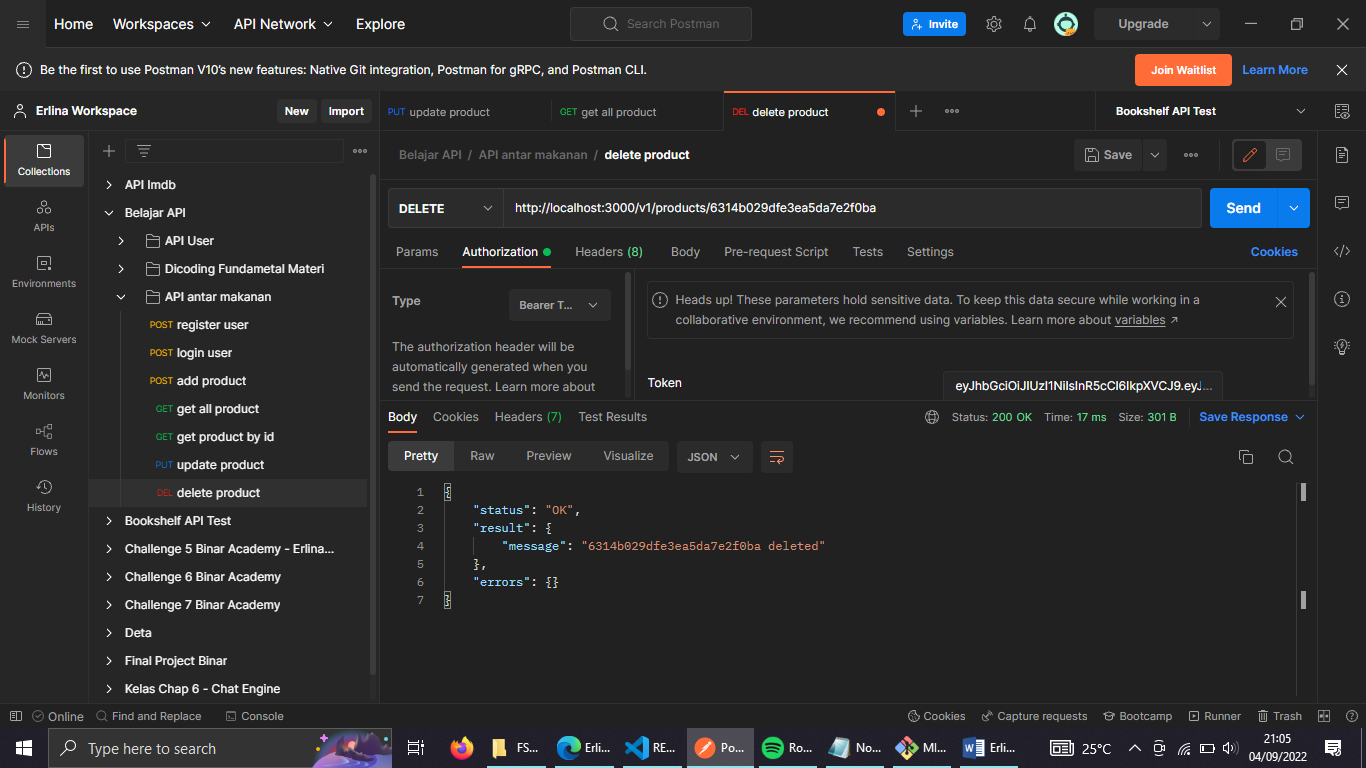 Home Workspaces API Network Explore Search Postman Invite Upgrade
Be the first to use Postman V10's new features: Native Git integration, Postman for gRPC, and Postman CLI. Join Waitlist Learn More
Erlina Workspace New Import
PUT update product GET get all product DEL delete product Bookshelf API Test
Collections
APIs
Environments
Mock Servers
Monitors
Flows
History
API Imdb
Belajar API
API User
Dicoding Fundametal Materi
API antar makanan
POST register user
POST login user
POST add product
GET get all product
GET get product by id
PUT update product
DEL delete product
Bookshelf API Test
Challenge 5 Binar Academy - Erlina...
Challenge 6 Binar Academy
Challenge 7 Binar Academy
Deta
Final Project Binar
Kelas Chap 6 - Chat Engine
Belajar API / API antar makanan / delete product Save
DELETE http://localhost:3000/v1/products/6314b029dfe3ea5da7e2f0ba Send
Params Authorization Headers (8) Body Pre-request Script Tests Settings Cookies
Type Bearer T...
The authorization header will be
automatically generated when you
send the request. Learn more about
Heads up! These parameters hold sensitive data. To keep this data secure while working in a
collaborative environment, we recommend using variables. Learn more about variables
Token eyJhbGciOiJIUzI1NiIsInR5cCI6IkpXVCJ9.eyJ...
Body Cookies Headers (7) Test Results Status: 200 OK Time: 17 ms Size: 301 B Save Response
Pretty Raw Preview Visualize JSON
1 {
2 "status": "OK",
3 "result": {
4 "message": "6314b029dfe3ea5da7e2f0ba deleted"
5 },
6 "errors": {}
7 }
Online Find and Replace Console Cookies Capture requests Bootcamp Runner Trash
Type here to search FS... Erli... RE... Po... Ro... No... MI... Erli... 25°C 21:05
04/09/2022